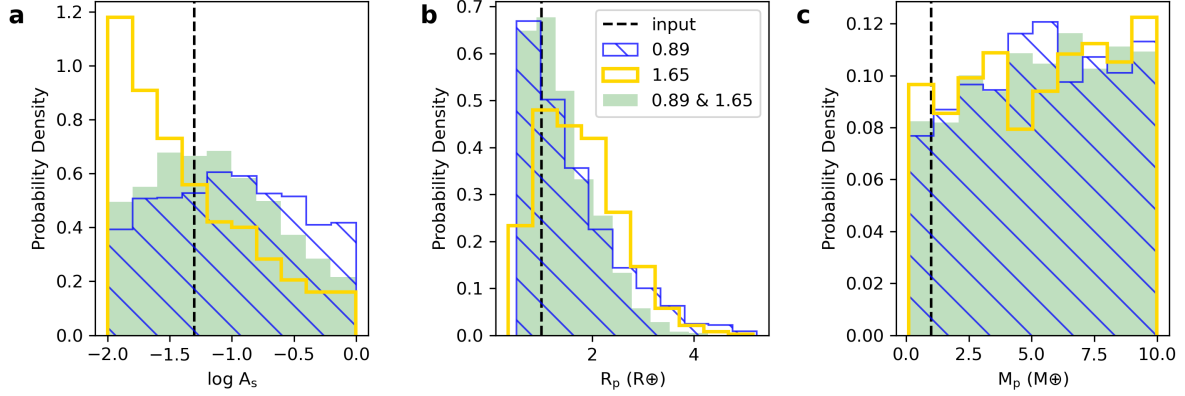 a
Probability Density
1.2
1.0
0.8
0.6
0.4
0.2
0.0
−2.0 −1.5 −1.0 −0.5 0.0
log Aₛ
b
Probability Density
0.7
0.6
0.5
0.4
0.3
0.2
0.1
0.0
2 4
Rₚ (R⊕)
input
0.89
1.65
0.89 & 1.65
c
Probability Density
0.12
0.10
0.08
0.06
0.04
0.02
0.00
0.0 2.5 5.0 7.5 10.0
Mₚ (M⊕)